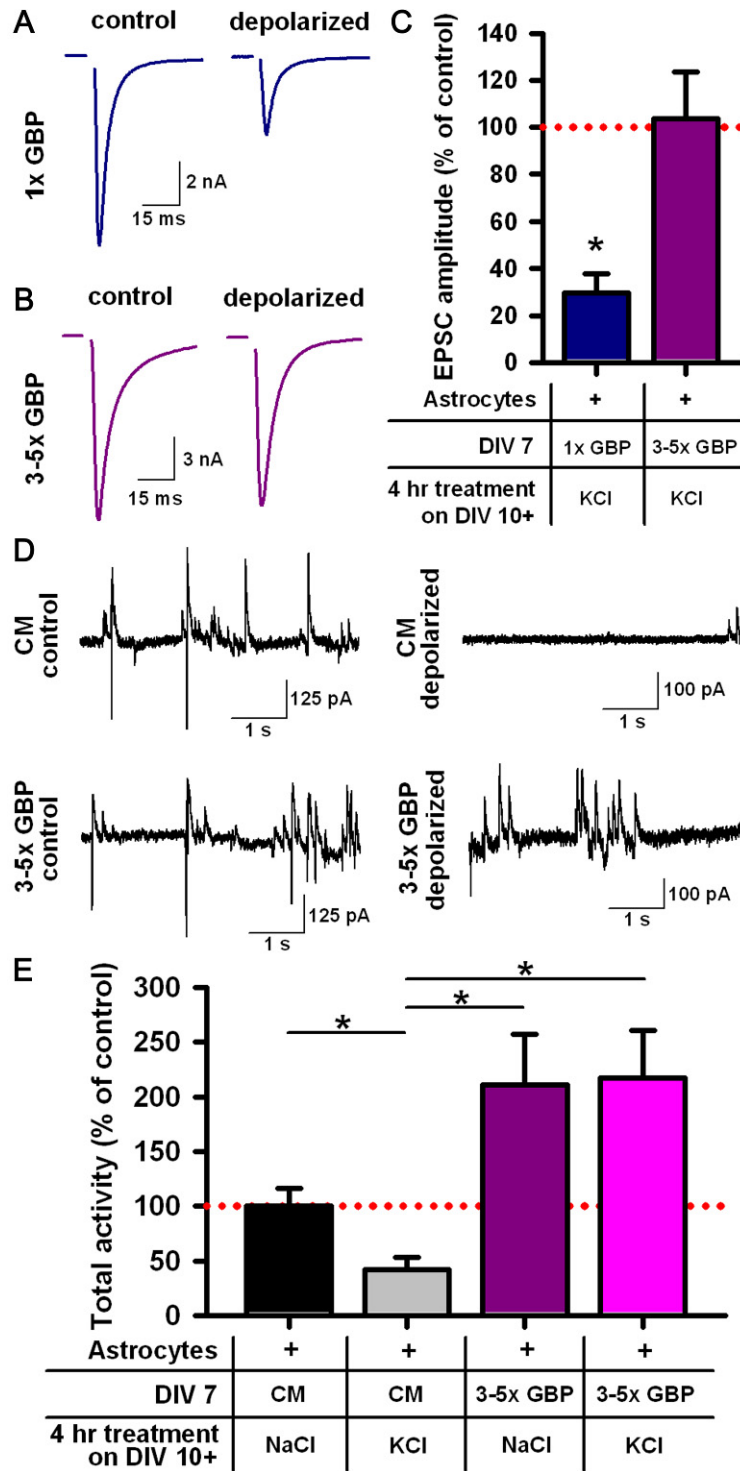 A
control
depolarized
1x GBP
2 nA
15 ms
B
control
depolarized
3-5x GBP
3 nA
15 ms
C
EPSC amplitude (% of control)
140
120
100
80
60
40
20
0
*
Astrocytes + +
DIV 7 1x GBP 3-5x GBP
4 hr treatment
on DIV 10+ KCl KCl
D
CM
control
125 pA
1 s
CM
depolarized
100 pA
1 s
3-5x GBP
control
125 pA
1 s
3-5x GBP
depolarized
100 pA
1 s
E
Total activity (% of control)
300
250
200
150
100
50
0
*
*
*
Astrocytes + + + +
DIV 7 CM CM 3-5x GBP 3-5x GBP
4 hr treatment
on DIV 10+ NaCl KCl NaCl KCl